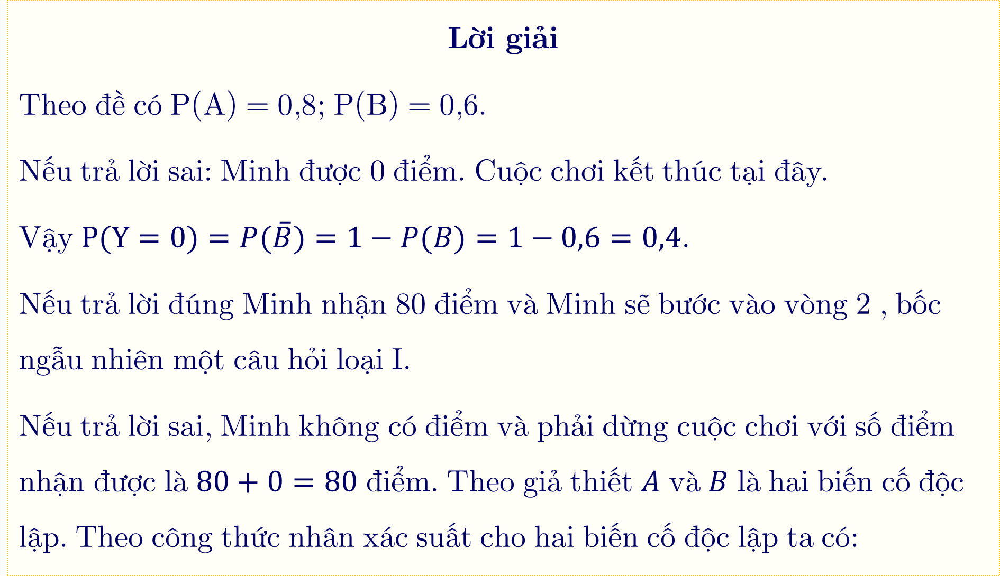 Lời giải
Theo đề có P(A) = 0,8; P(B) = 0,6.
Nếu trả lời sai: Minh được 0 điểm. Cuộc chơi kết thúc tại đây.
Vậy P(Y = 0) = P(B̄) = 1 − P(B) = 1 − 0,6 = 0,4.
Nếu trả lời đúng Minh nhận 80 điểm và Minh sẽ bước vào vòng 2 , bốc
ngẫu nhiên một câu hỏi loại I.
Nếu trả lời sai, Minh không có điểm và phải dừng cuộc chơi với số điểm
nhận được là 80 + 0 = 80 điểm. Theo giả thiết A và B là hai biến cố độc
lập. Theo công thức nhân xác suất cho hai biến cố độc lập ta có: